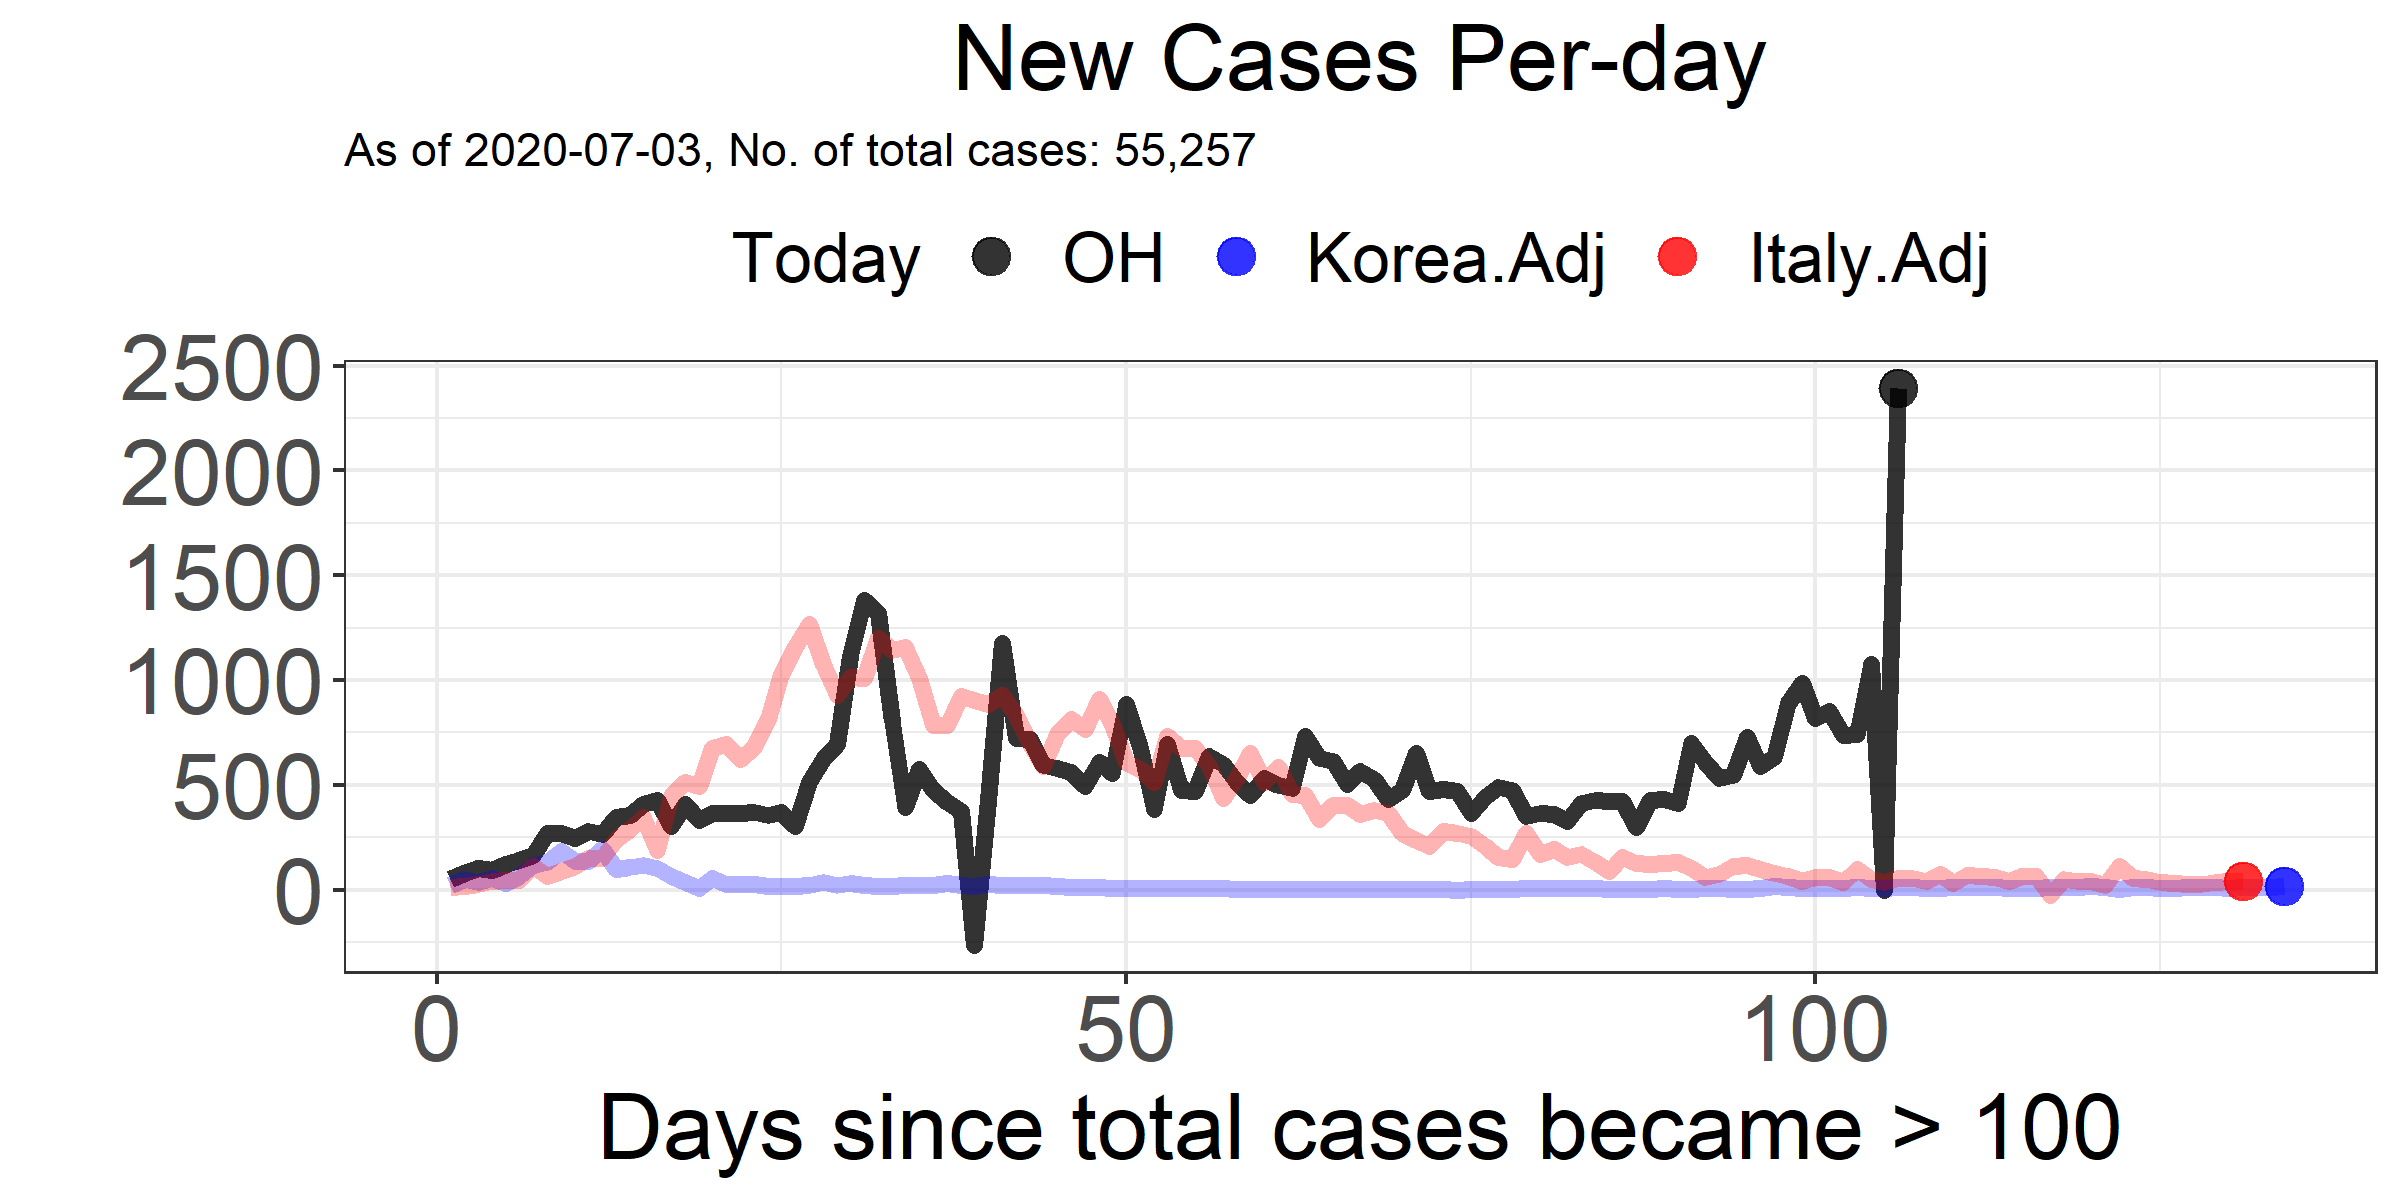 New Cases Per-day
As of 2020-07-03, No. of total cases: 55,257
Today OH Korea.Adj Italy.Adj
2500
2000
1500
1000
500
0
0 50 100
Days since total cases became > 100